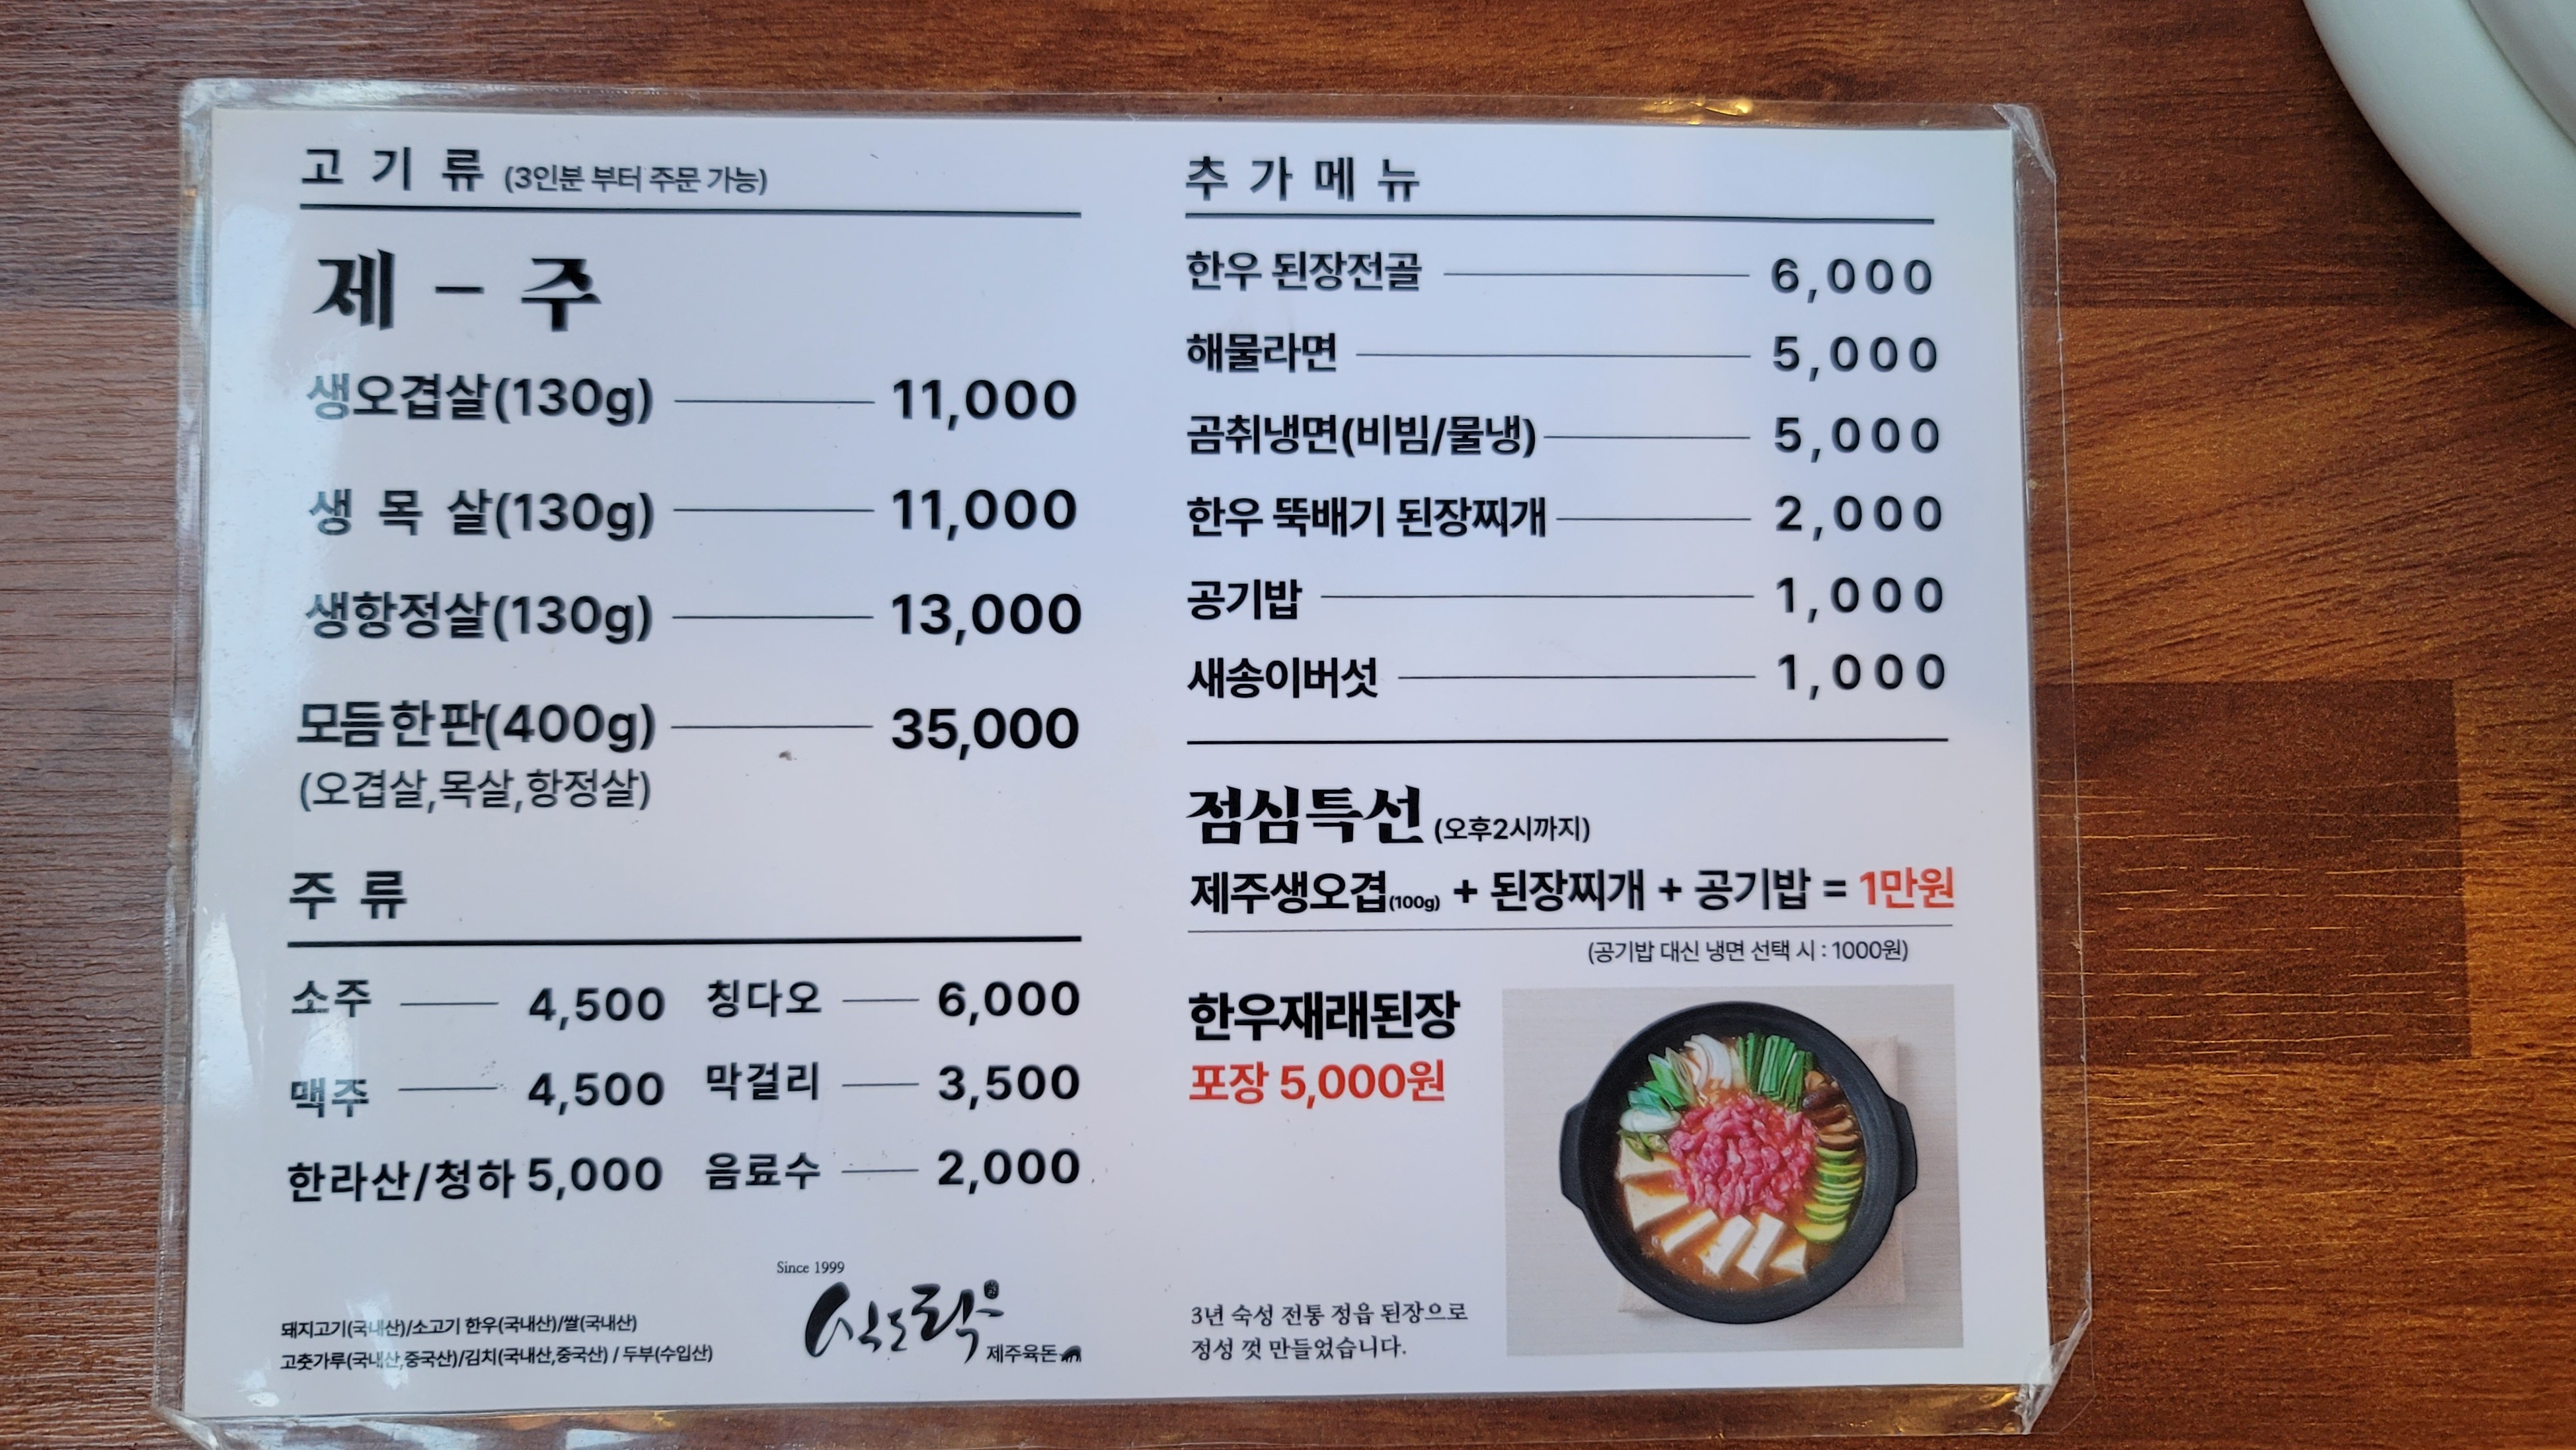 고기류 (3인분 부터 주문 가능)
제 - 주
생오겹살(130g) 11,000
생 목 살(130g) 11,000
생항정살(130g) 13,000
모듬한판(400g) 35,000
(오겹살,목살,항정살)
주류
소주 4,500 칭다오 6,000
맥주 4,500 막걸리 3,500
한라산/청하 5,000 음료수 2,000
돼지고기(국내산)/소고기 한우(국내산)/쌀(국내산)
고춧가루(국내산,중국산)/김치(국내산,중국산) / 두부(수입산)
Since 1999
식도락
제주육돈
추가메뉴
한우 된장전골 6,000
해물라면 5,000
곰취냉면(비빔/물냉) 5,000
한우 뚝배기 된장찌개 2,000
공기밥 1,000
새송이버섯 1,000
점심특선 (오후2시까지)
제주생오겹(100g) + 된장찌개 + 공기밥 = 1만원
(공기밥 대신 냉면 선택 시 : 1000원)
한우재래된장
포장 5,000원
3년 숙성 전통 정읍 된장으로
정성 껏 만들었습니다.